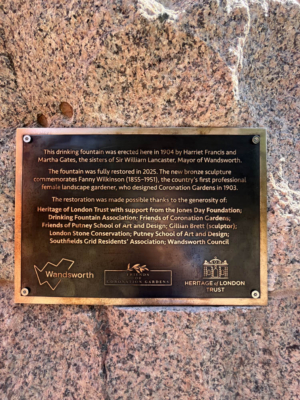 This drinking fountain was erected here in 1904 by Harriet Francis and
Martha Gates, the sisters of Sir William Lancaster, Mayor of Wandsworth.
The fountain was fully restored in 2025. The new bronze sculpture
commemorates Fanny Wilkinson (1855-1951), the country's first professional
female landscape gardener, who designed Coronation Gardens in 1903.
The restoration was made possible thanks to the generosity of:
Heritage of London Trust with support from the Jones Day Foundation;
Drinking Fountain Association; Friends of Coronation Gardens;
Friends of Putney School of Art and Design; Gillian Brett (sculptor);
London Stone Conservation; Putney School of Art and Design;
Southfields Grid Residents' Association; Wandsworth Council
Wandsworth
FRIENDS
OF
CORONATION GARDENS
HERITAGE of LONDON
TRUST